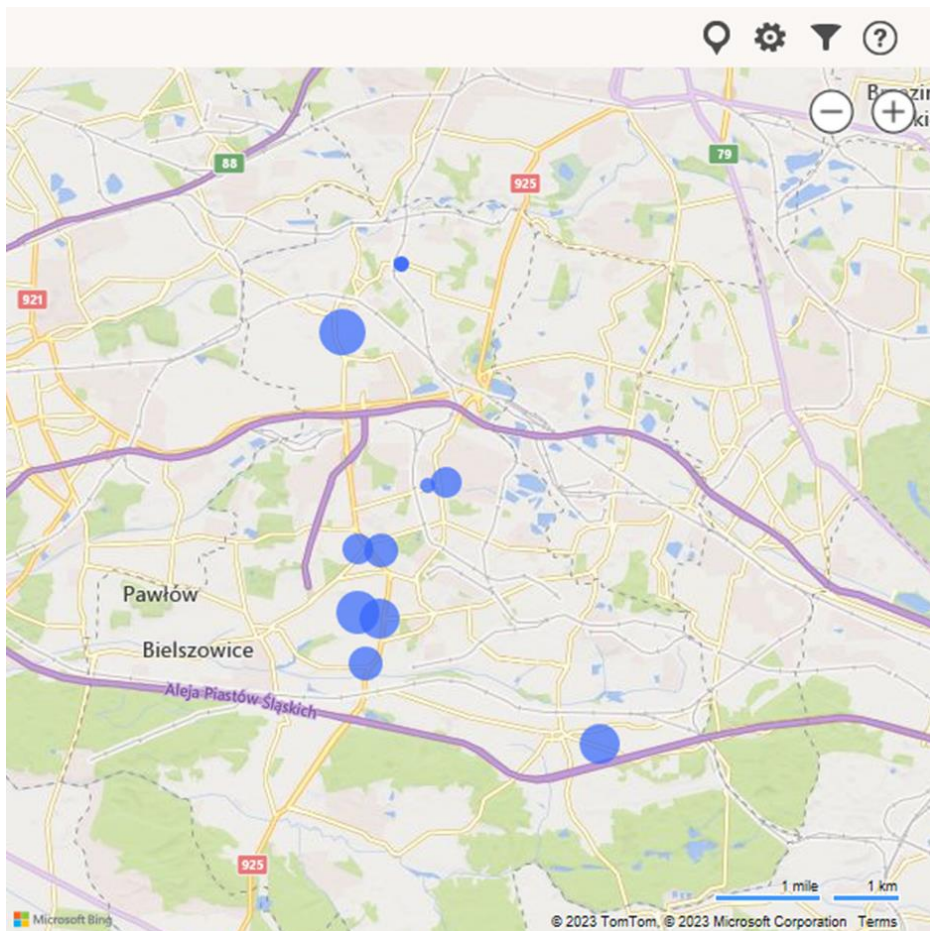 ?
88
79
925
921
Pawłów
Bielszowice
Aleja Piastów Śląskich
925
1 mile
1 km
Microsoft Bing
© 2023 TomTom, © 2023 Microsoft Corporation Terms